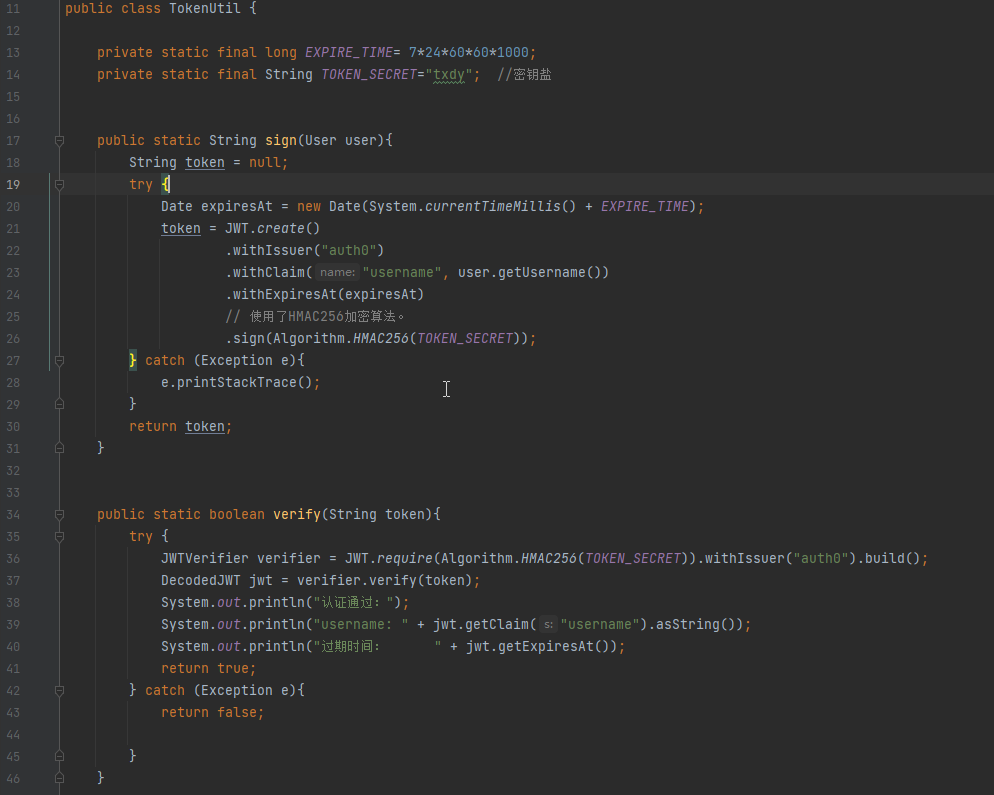 11 public class TokenUtil {
12
13 private static final long EXPIRE_TIME= 7*24*60*60*1000;
14 private static final String TOKEN_SECRET="txdy"; //密钥盐
15
16
17 public static String sign(User user){
18 String token = null;
19 try {
20 Date expiresAt = new Date(System.currentTimeMillis() + EXPIRE_TIME);
21 token = JWT.create()
22 .withIssuer("auth0")
23 .withClaim( name: "username", user.getUsername())
24 .withExpiresAt(expiresAt)
25 // 使用了HMAC256加密算法。
26 .sign(Algorithm.HMAC256(TOKEN_SECRET));
27 } catch (Exception e){
28 e.printStackTrace();
29 }
30 return token;
31 }
32
33
34 public static boolean verify(String token){
35 try {
36 JWTVerifier verifier = JWT.require(Algorithm.HMAC256(TOKEN_SECRET)).withIssuer("auth0").build();
37 DecodedJWT jwt = verifier.verify(token);
38 System.out.println("认证通过：");
39 System.out.println("username: " + jwt.getClaim( s: "username").asString());
40 System.out.println("过期时间：      " + jwt.getExpiresAt());
41 return true;
42 } catch (Exception e){
43 return false;
44
45 }
46 }